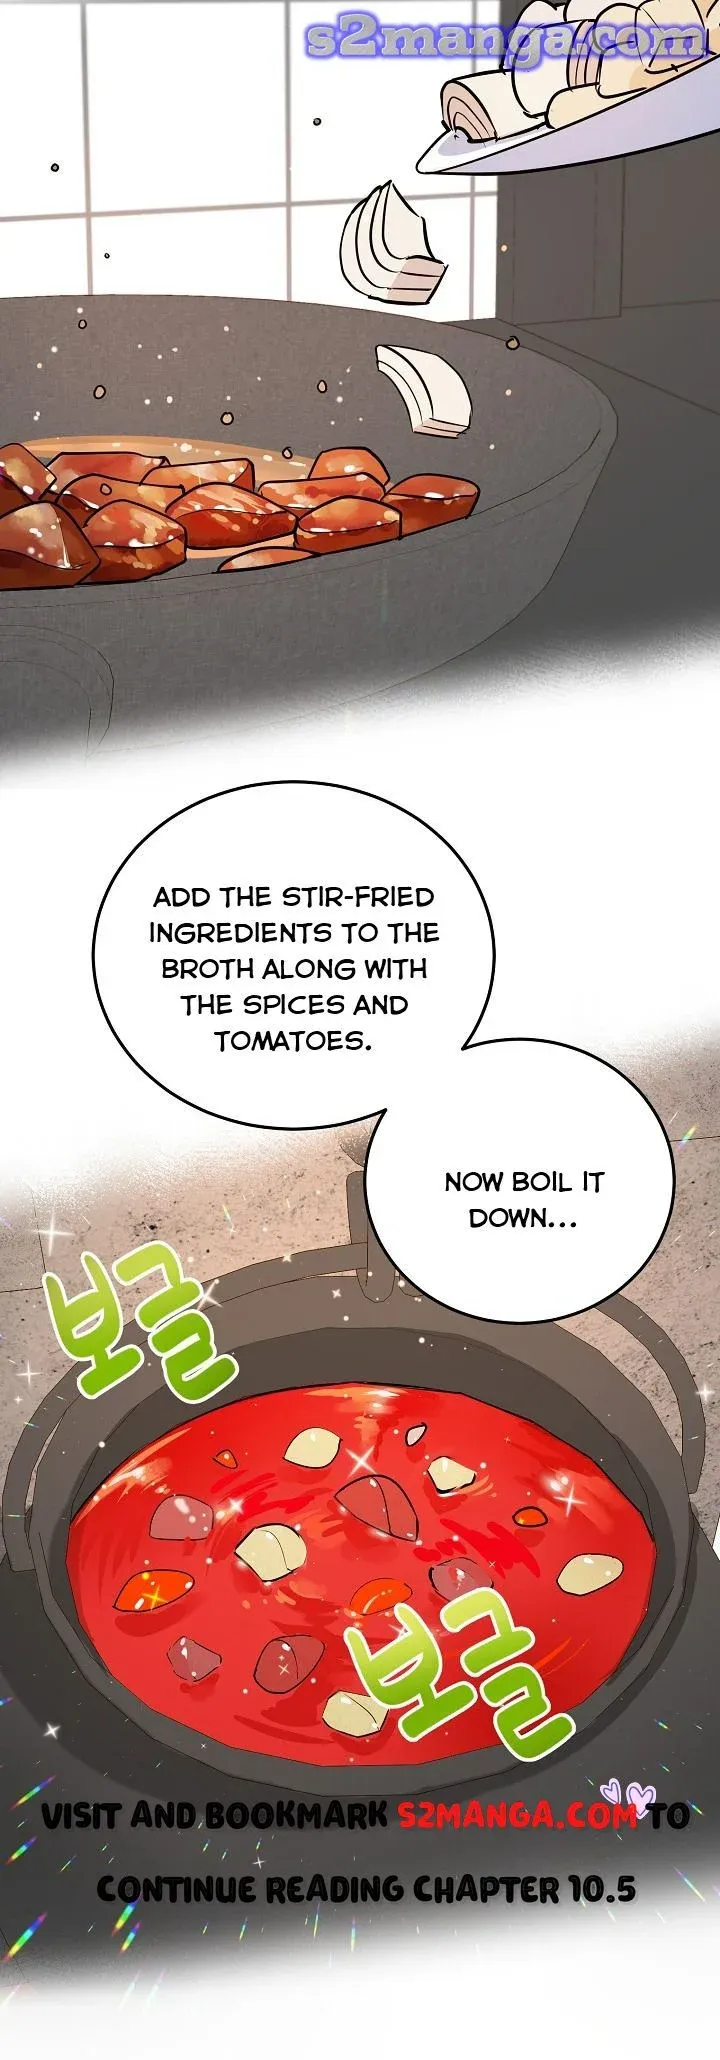 s2manga.com
ADD THE STIR-FRIED
INGREDIENTS TO THE
BROTH ALONG WITH
THE SPICES AND
TOMATOES.
NOW BOIL IT
DOWN...
보글
보글
VISIT AND BOOKMARK S2MANGA.COM TO
CONTINUE READING CHAPTER 10.5